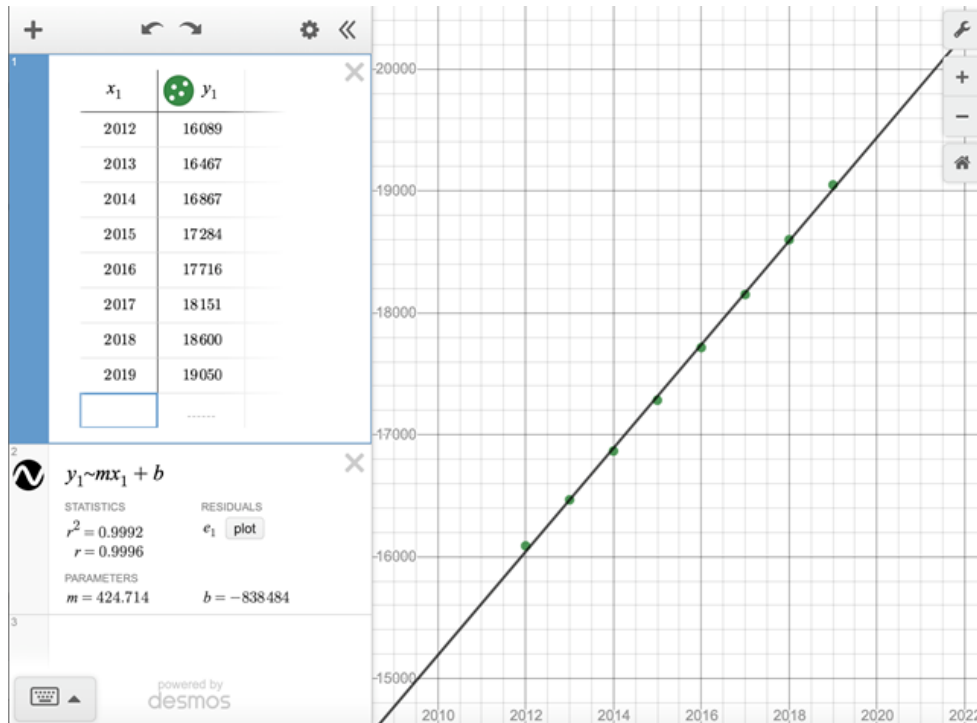 1
x₁ y₁
2012 16089
2013 16467
2014 16867
2015 17284
2016 17716
2017 18151
2018 18600
2019 19050
2
y₁~mx₁ + b
STATISTICS RESIDUALS
r² = 0.9992 e₁ plot
r = 0.9996
PARAMETERS
m = 424.714 b = −838484
3
powered by
desmos
20000
19000
18000
17000
16000
15000
2010 2012 2014 2016 2018 2020 202